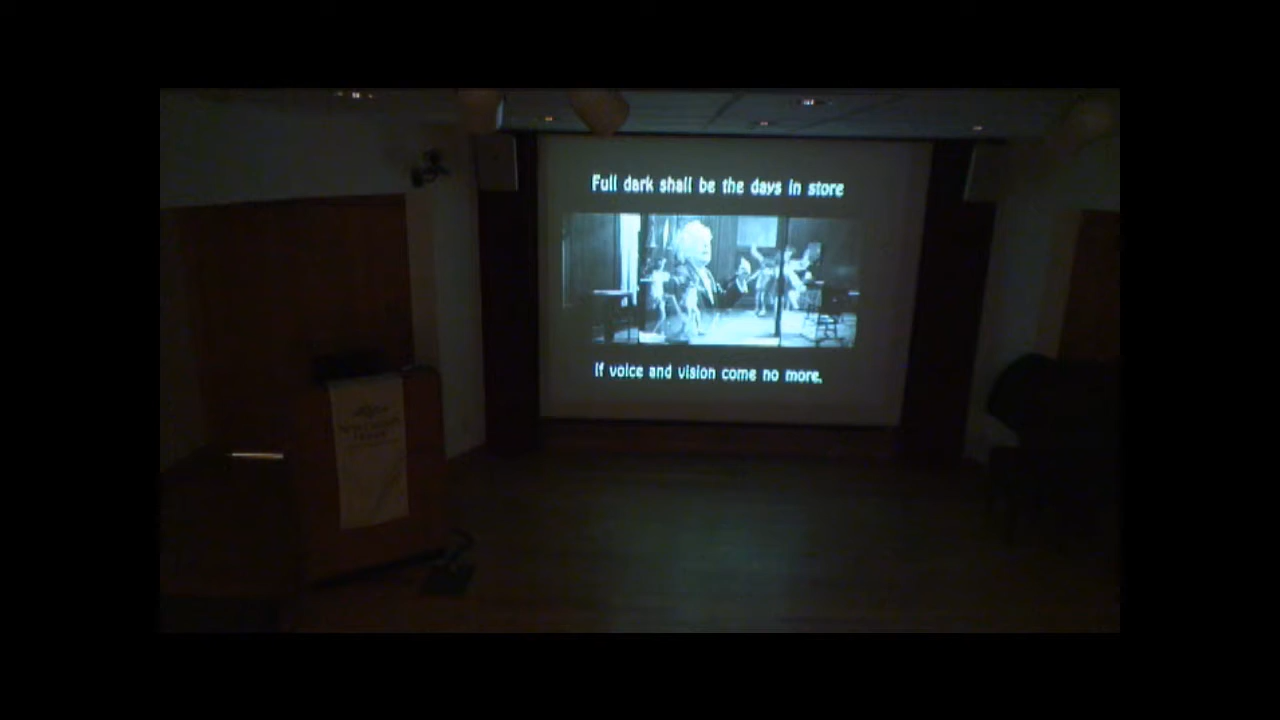 Full dark shall be the days in store
If voice and vision come no more.